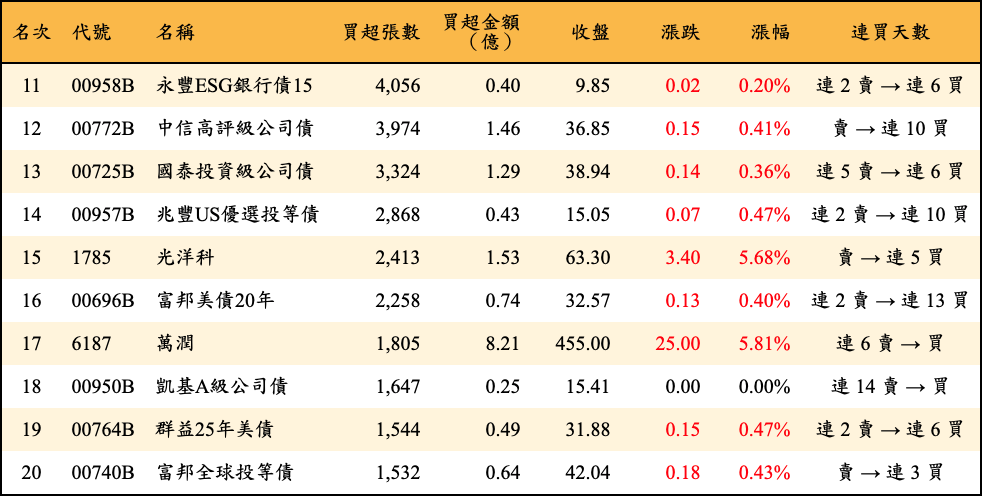 名次 代號 名稱 買超張數 買超金額（億） 收盤 漲跌 漲幅 連買天數
11 00958B 永豐ESG銀行債15 4,056 0.40 9.85 0.02 0.20% 連 2 賣 → 連 6 買
12 00772B 中信高評級公司債 3,974 1.46 36.85 0.15 0.41% 賣 → 連 10 買
13 00725B 國泰投資級公司債 3,324 1.29 38.94 0.14 0.36% 連 5 賣 → 連 6 買
14 00957B 兆豐US優選投等債 2,868 0.43 15.05 0.07 0.47% 連 2 賣 → 連 10 買
15 1785 光洋科 2,413 1.53 63.30 3.40 5.68% 賣 → 連 5 買
16 00696B 富邦美債20年 2,258 0.74 32.57 0.13 0.40% 連 2 賣 → 連 13 買
17 6187 萬潤 1,805 8.21 455.00 25.00 5.81% 連 6 賣 → 買
18 00950B 凱基A級公司債 1,647 0.25 15.41 0.00 0.00% 連 14 賣 → 買
19 00764B 群益25年美債 1,544 0.49 31.88 0.15 0.47% 連 2 賣 → 連 6 買
20 00740B 富邦全球投等債 1,532 0.64 42.04 0.18 0.43% 賣 → 連 3 買